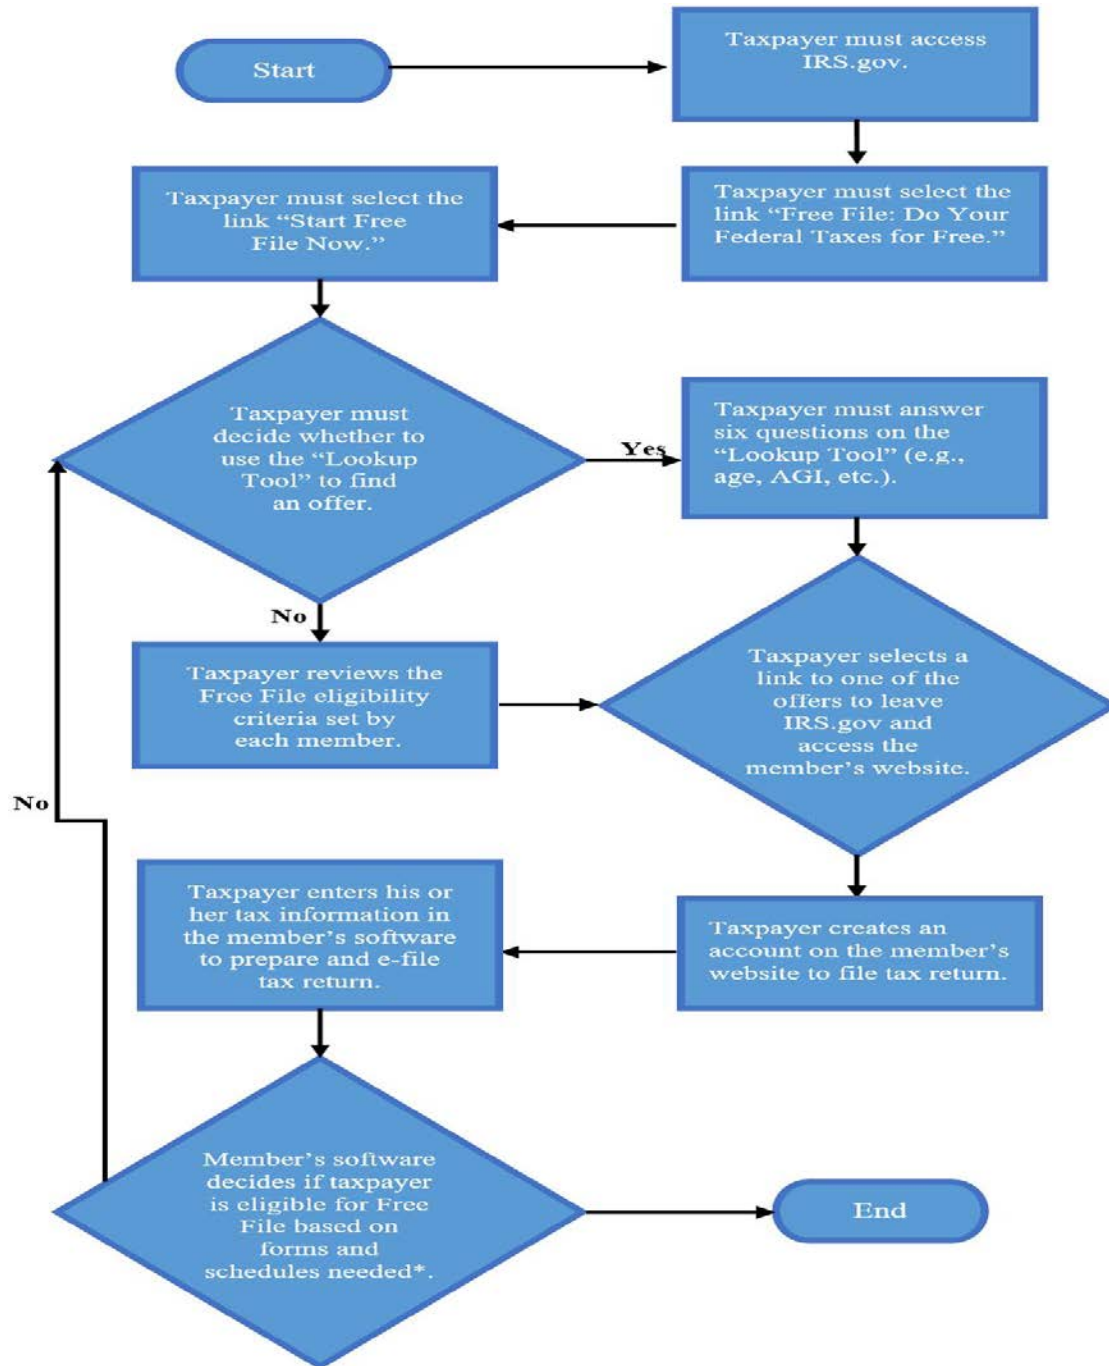 Start
Taxpayer must access
IRS.gov.
Taxpayer must select the
link “Free File: Do Your
Federal Taxes for Free.”
Taxpayer must select the
link “Start Free
File Now.”
Taxpayer must
decide whether to
use the “Lookup
Tool” to find
an offer.
Yes
Taxpayer must answer
six questions on the
“Lookup Tool” (e.g.,
age, AGI, etc.).
No
Taxpayer reviews the
Free File eligibility
criteria set by
each member.
Taxpayer selects a
link to one of the
offers to leave
IRS.gov and
access the
member’s website.
No
Taxpayer creates an
account on the member’s
website to file tax return.
Taxpayer enters his or
her tax information in
the member’s software
to prepare and e-file
tax return.
Member’s software
decides if taxpayer
is eligible for Free
File based on
forms and
schedules needed*.
End